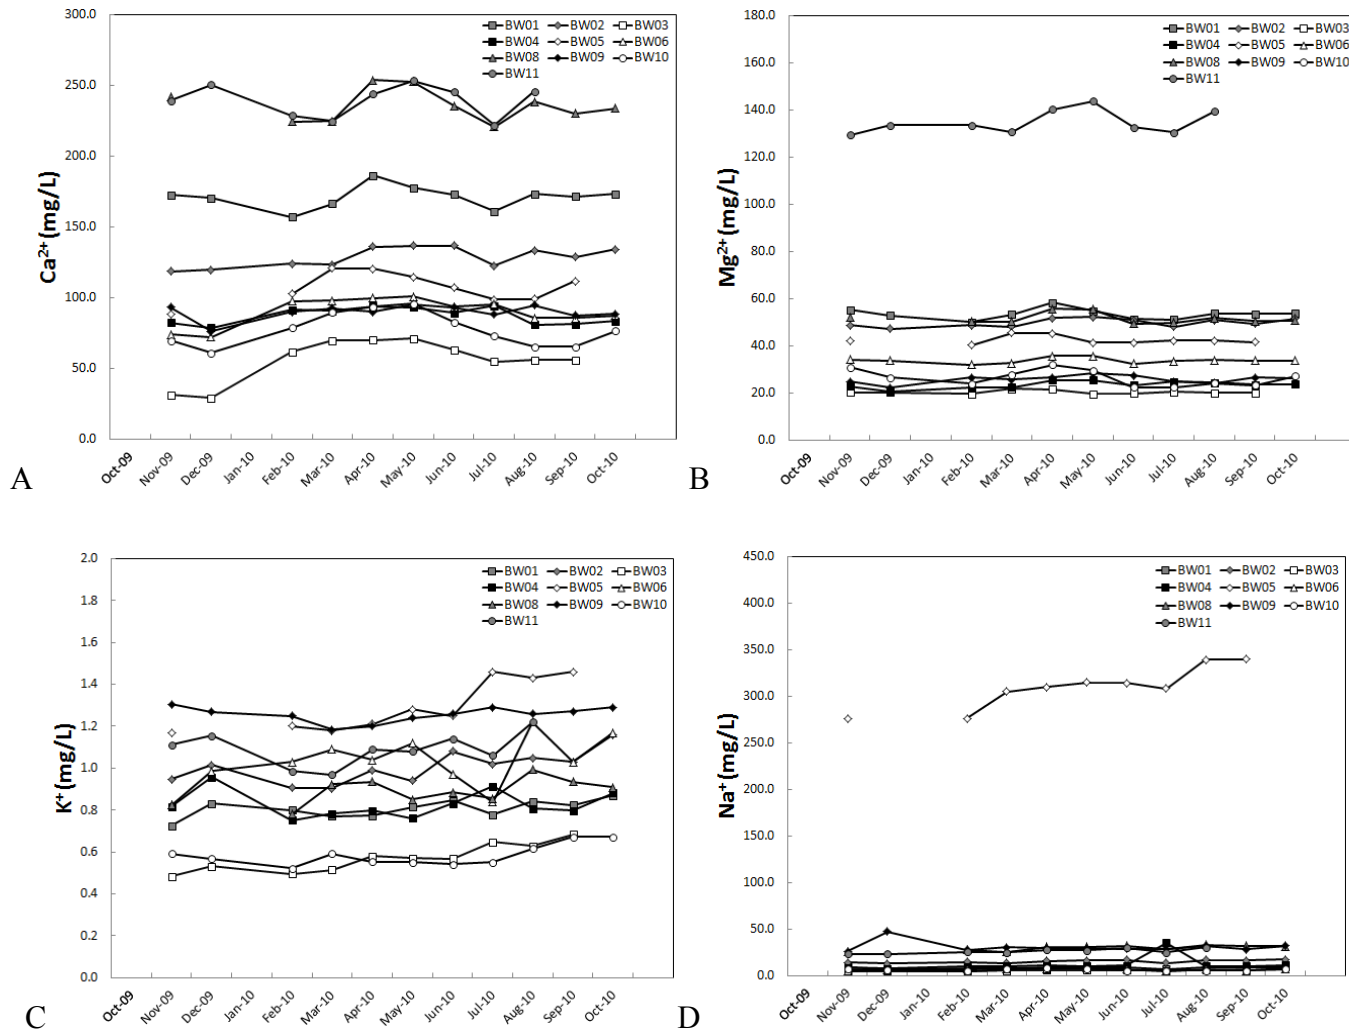 300.0
250.0
200.0
150.0
100.0
50.0
0.0
Ca2+ (mg/L)
BW01 BW02 BW03
BW04 BW05 BW06
BW08 BW09 BW10
BW11
Oct-09 Nov-09 Dec-09 Jan-10 Feb-10 Mar-10 Apr-10 May-10 Jun-10 Jul-10 Aug-10 Sep-10 Oct-10
A
180.0
160.0
140.0
120.0
100.0
80.0
60.0
40.0
20.0
0.0
Mg2+ (mg/L)
BW01 BW02 BW03
BW04 BW05 BW06
BW08 BW09 BW10
BW11
Oct-09 Nov-09 Dec-09 Jan-10 Feb-10 Mar-10 Apr-10 May-10 Jun-10 Jul-10 Aug-10 Sep-10 Oct-10
B
2.0
1.8
1.6
1.4
1.2
1.0
0.8
0.6
0.4
0.2
0.0
K+ (mg/L)
BW01 BW02 BW03
BW04 BW05 BW06
BW08 BW09 BW10
BW11
Oct-09 Nov-09 Dec-09 Jan-10 Feb-10 Mar-10 Apr-10 May-10 Jun-10 Jul-10 Aug-10 Sep-10 Oct-10
C
450.0
400.0
350.0
300.0
250.0
200.0
150.0
100.0
50.0
0.0
Na+ (mg/L)
BW01 BW02 BW03
BW04 BW05 BW06
BW08 BW09 BW10
BW11
Oct-09 Nov-09 Dec-09 Jan-10 Feb-10 Mar-10 Apr-10 May-10 Jun-10 Jul-10 Aug-10 Sep-10 Oct-10
D